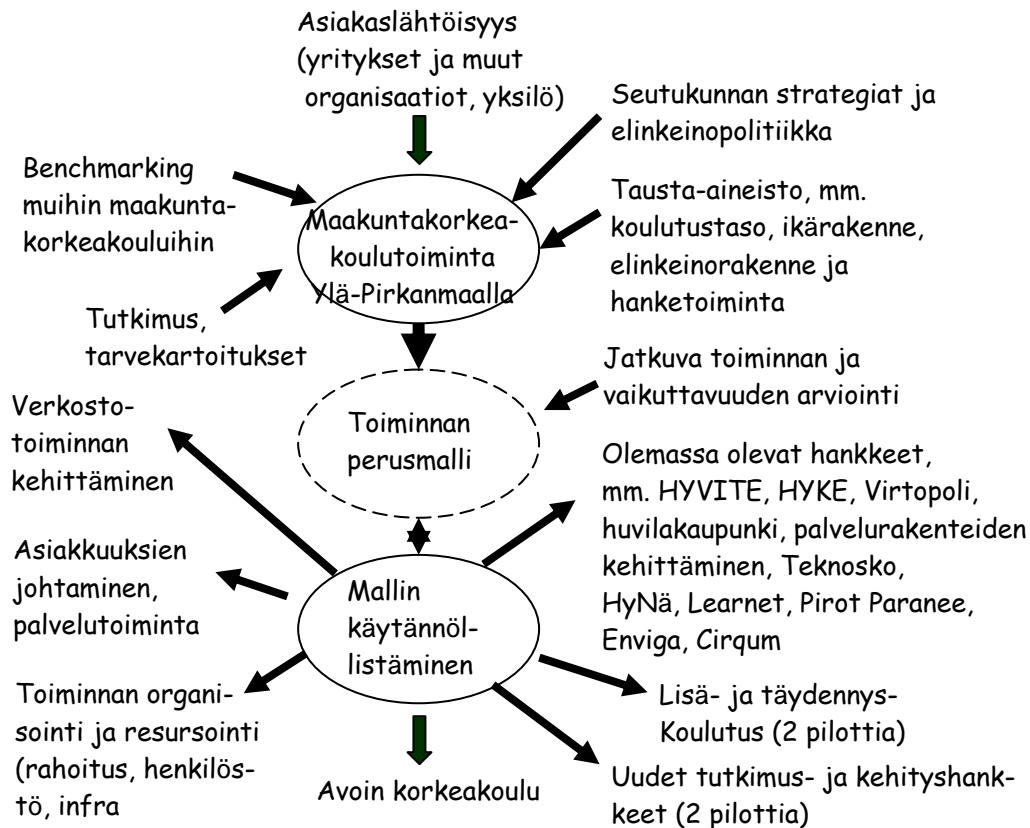 Asiakaslähtöisyys
(yritykset ja muut
organisaatiot, yksilö)
Seutukunnan strategiat ja
elinkeinopolitiikka
Benchmarking
muihin maakunta-
korkeakouluihin
Tausta-aineisto, mm.
koulutustaso, ikärakenne,
elinkeinorakenne ja
hanketoiminta
Maakuntakorkea-
koulutoiminta
Ylä-Pirkanmaalla
Tutkimus,
tarvekartoitukset
Jatkuva toiminnan ja
vaikuttavuuden arviointi
Toiminnan
perusmalli
Verkosto-
toiminnan
kehittäminen
Olemassa olevat hankkeet,
mm. HYVITE, HYKE, Virtopoli,
huvilakaupunki, palvelurakenteiden
kehittäminen, Teknosko,
HyNä, Learnet, Pirot Paranee,
Enviga, Cirqum
Asiakkuuksien
johtaminen,
palvelutoiminta
Mallin
käytännöl-
listäminen
Toiminnan organi-
sointi ja resursointi
(rahoitus, henkilös-
tö, infra
Lisä- ja täydennys-
Koulutus (2 pilottia)
Avoin korkeakoulu
Uudet tutkimus- ja kehityshank-
keet (2 pilottia)